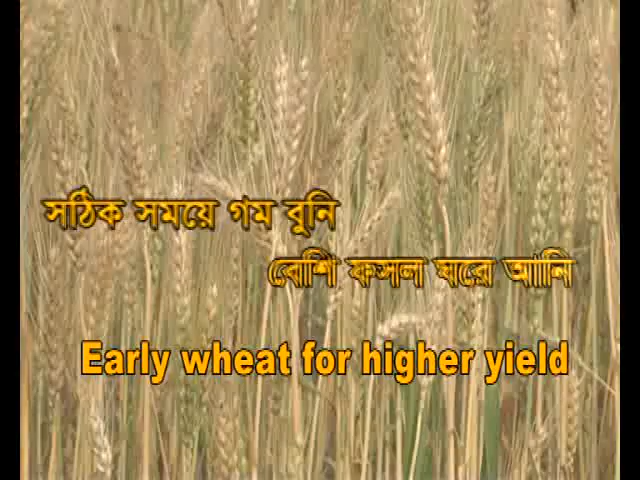 সঠিক সময়ে গম বুনি
বেশি ফসল ঘরে আনি
Early wheat for higher yield